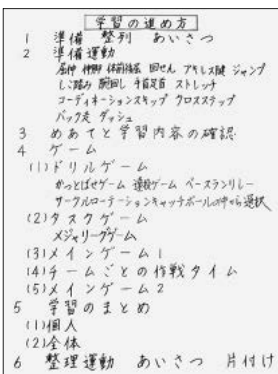 学習の進め方
1 準備 整列 あいさつ
2 準備運動
屈伸 伸脚 体前後屈 回せん アキレス腱 ジャンプ
しこ踏み 腕回し 手首足首 ストレッチ
コーディネーションスキップ クロスステップ
バック走 ダッシュ
3 めあてと学習内容の確認
4 ゲーム
(1)ドリルゲーム
かっとばせゲーム 連投ゲーム ベースランリレー
サークルローテーションキャッチボールの中から選択
(2)タスクゲーム
メジャリーグゲーム
(3)メインゲーム1
(4)チームごとの作戦タイム
(5)メインゲーム2
5 学習のまとめ
(1)個人
(2)全体
6 整理運動 あいさつ 片付け